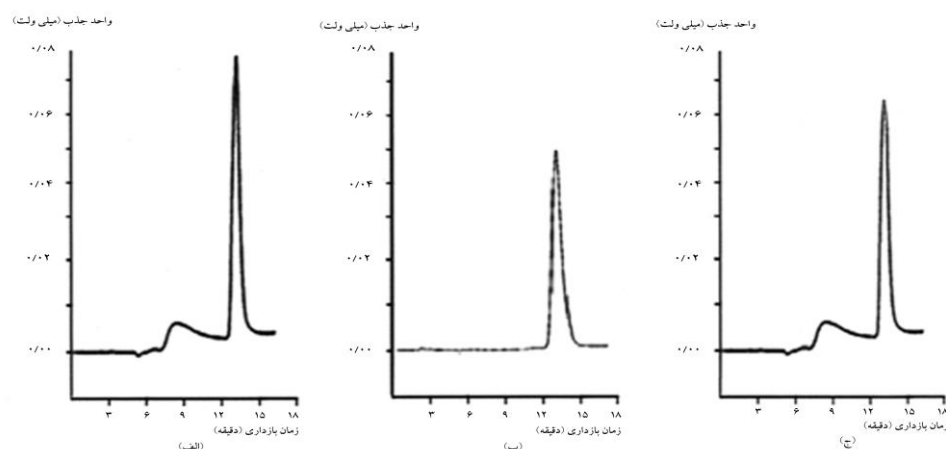 واحد جذب (میلی ولت)
۰/۰۸
۰/۰۶
۰/۰۴
۰/۰۲
۰/۰۰
۳ ۶ ۹ ۱۲ ۱۵ ۱۸
زمان بازداری (دقیقه)
(الف)
واحد جذب (میلی ولت)
۰/۰۸
۰/۰۶
۰/۰۴
۰/۰۲
۰/۰۰
۳ ۶ ۹ ۱۲ ۱۵ ۱۸
زمان بازداری (دقیقه)
(ب)
واحد جذب (میلی ولت)
۰/۰۸
۰/۰۶
۰/۰۴
۰/۰۲
۰/۰۰
۳ ۶ ۹ ۱۲ ۱۵ ۱۸
زمان بازداری (دقیقه)
(ج)